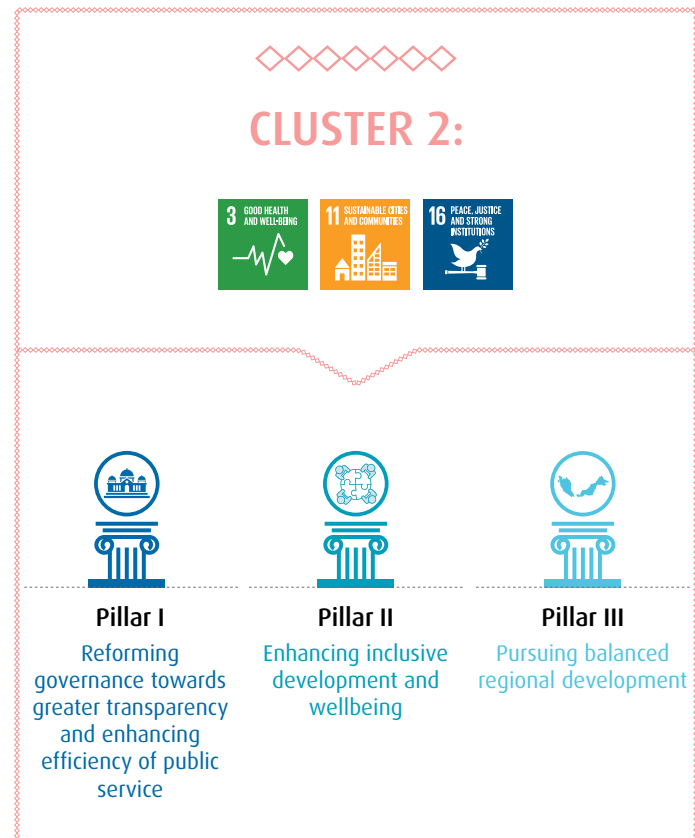 CLUSTER 2:
3 GOOD HEALTH
AND WELL-BEING
11 SUSTAINABLE CITIES
AND COMMUNITIES
16 PEACE, JUSTICE
AND STRONG
INSTITUTIONS
Pillar I
Reforming
governance towards
greater transparency
and enhancing
efficiency of public
service
Pillar II
Enhancing inclusive
development and
wellbeing
Pillar III
Pursuing balanced
regional development